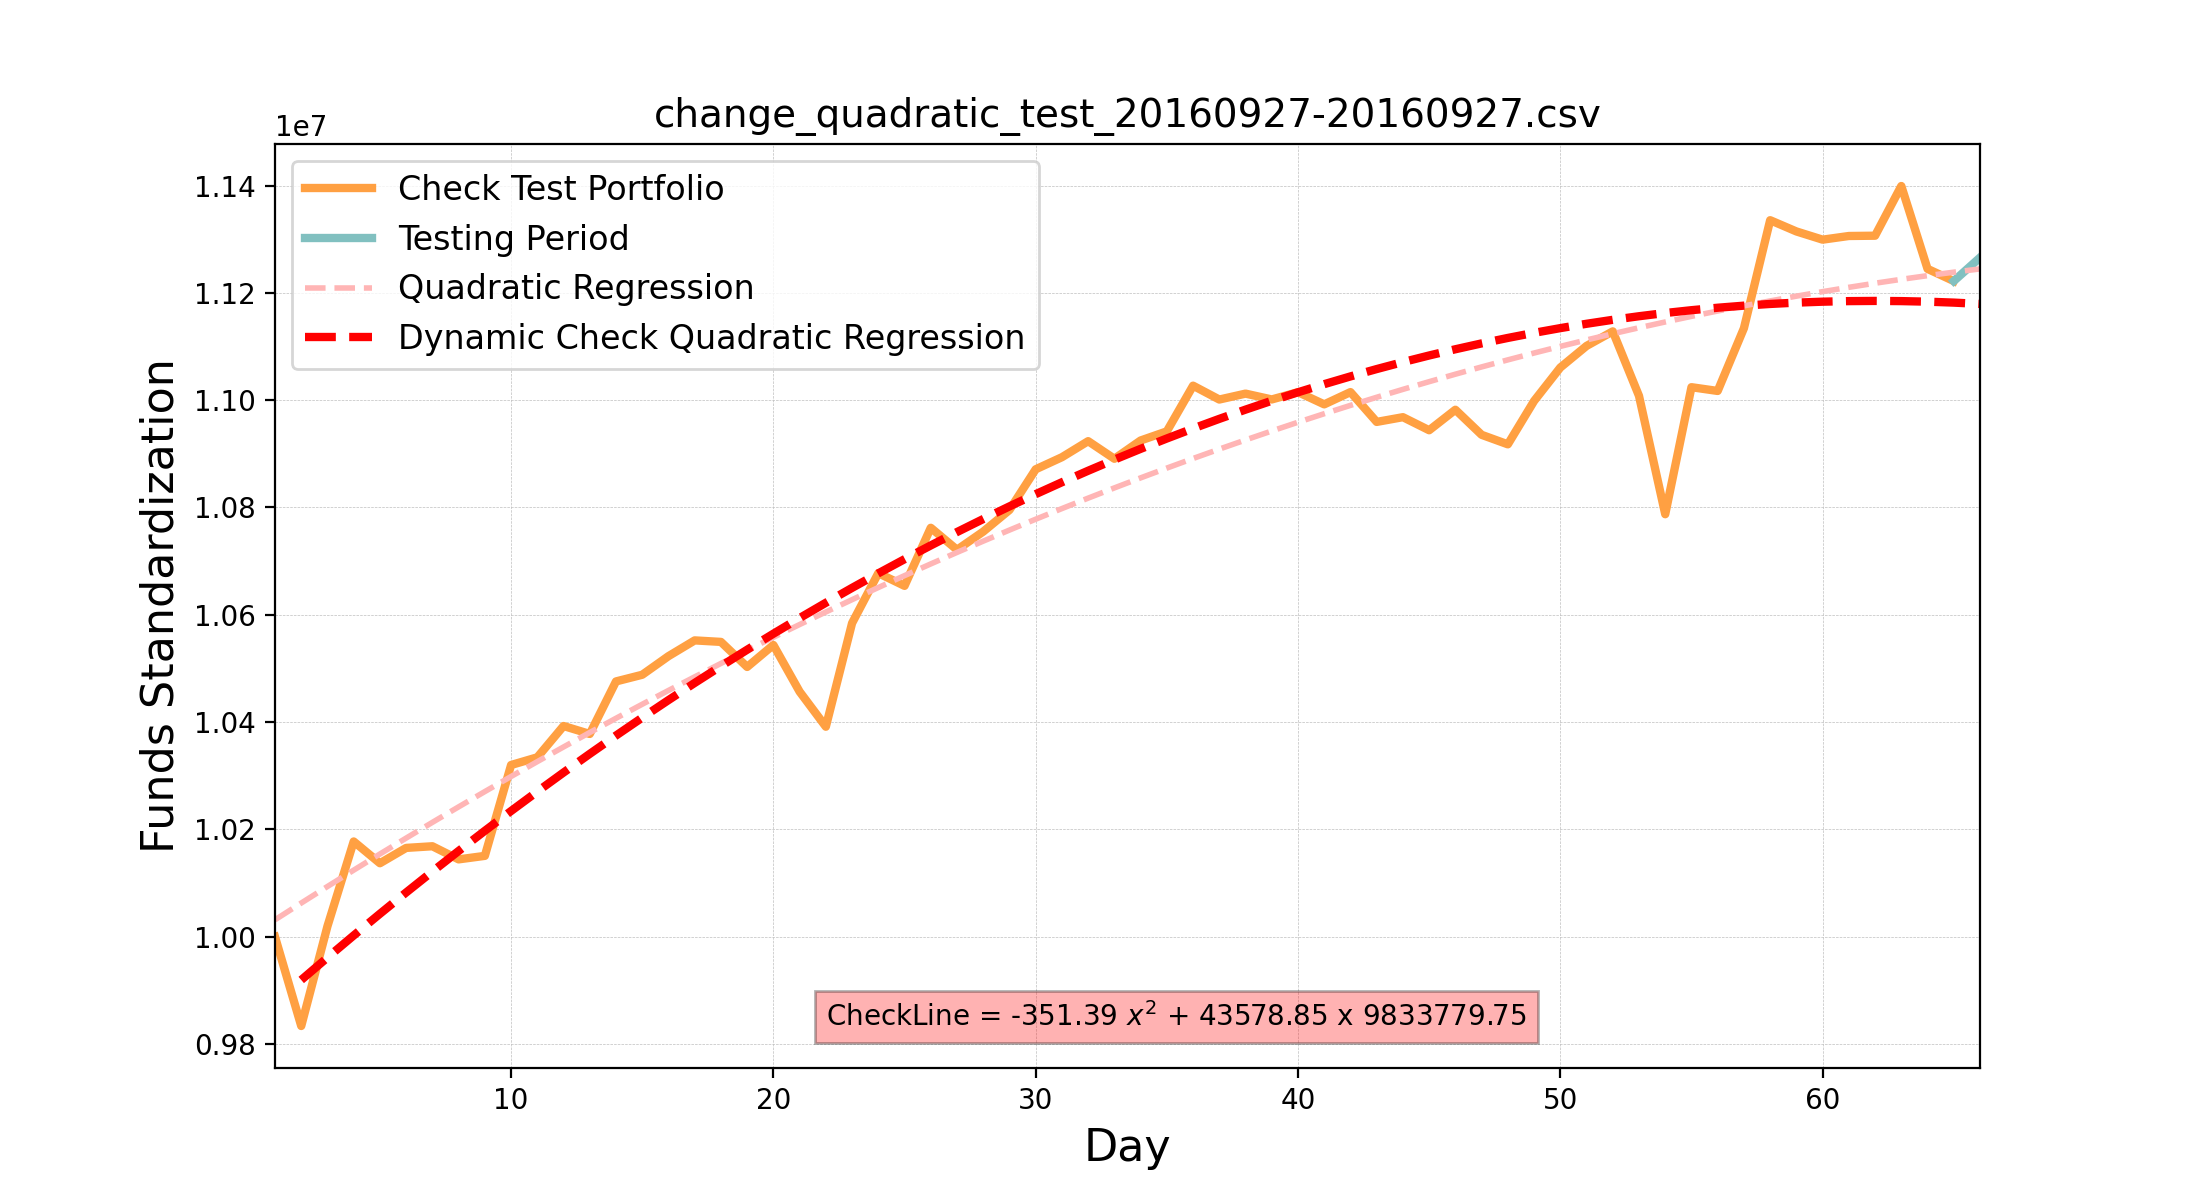 change_quadratic_test_20160927-20160927.csv
1e7
Check Test Portfolio
Testing Period
Quadratic Regression
Dynamic Check Quadratic Regression
1.14
1.12
1.10
1.08
1.06
1.04
1.02
1.00
0.98
Funds Standardization
CheckLine = -351.39 x² + 43578.85 x 9833779.75
10 20 30 40 50 60
Day